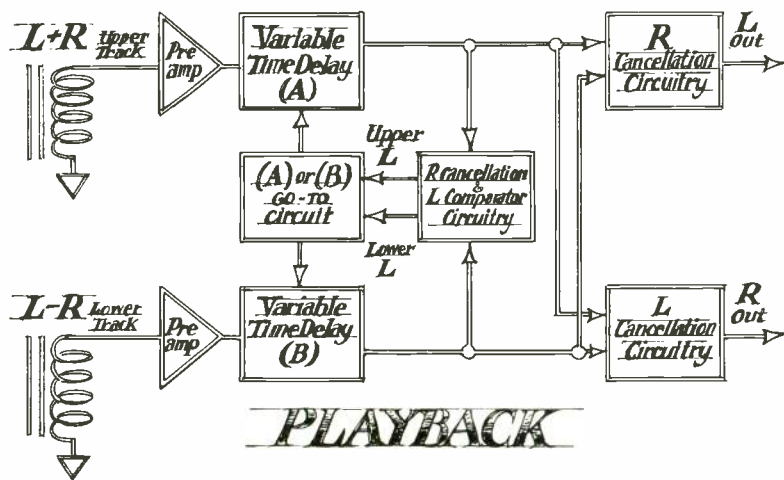 L+R Upper
Track
Pre
amp
Variable
Time Delay
(A)
R
Cancellation
Circuitry
L
Out
(A) or (B)
GO-TO
circuit
Upper
L
Lower
L
R Cancellation
&
L Comparator
Circuitry
L-R Lower
Track
Pre
amp
Variable
Time Delay
(B)
L
Cancellation
Circuitry
R
Out
PLAYBACK